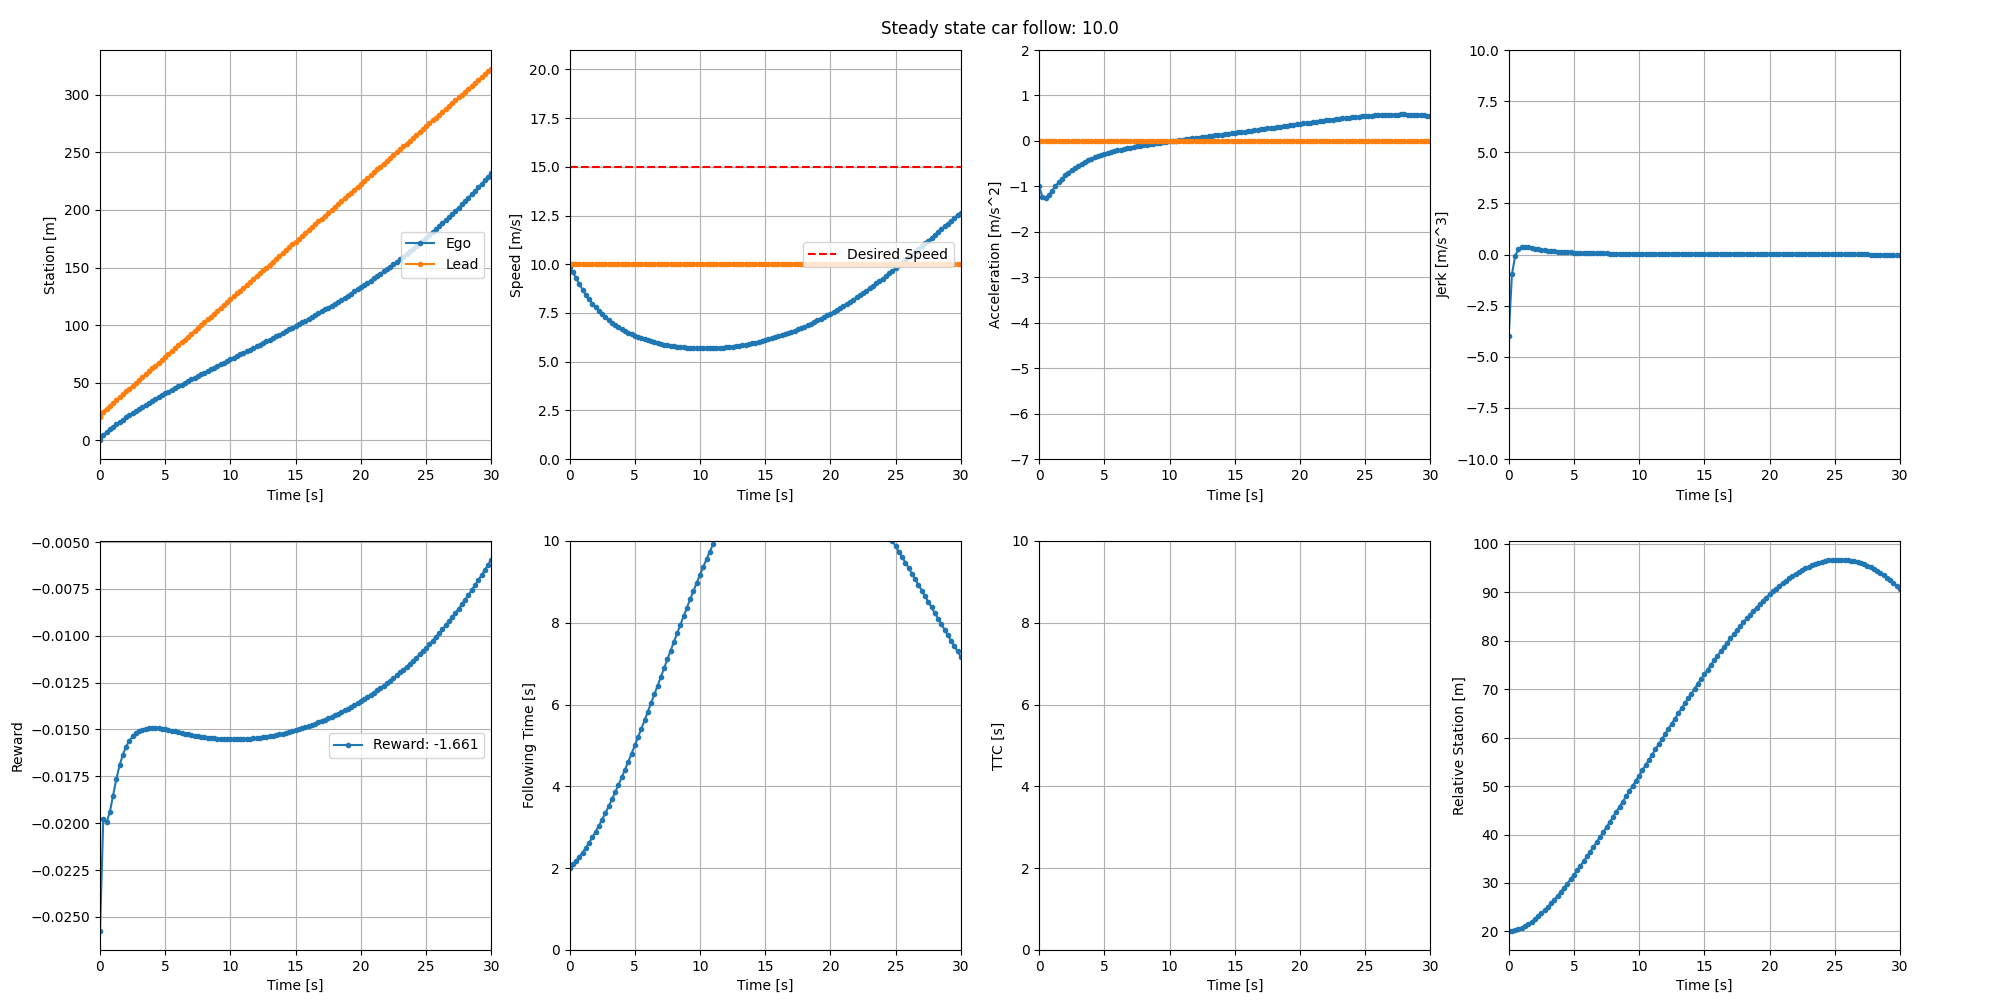 Steady state car follow: 10.0
Station [m]
300
250
200
150
100
50
0
Ego
Lead
0 5 10 15 20 25 30
Time [s]
Speed [m/s]
20.0
17.5
15.0
12.5
10.0
7.5
5.0
2.5
0.0
Desired Speed
0 5 10 15 20 25 30
Time [s]
Acceleration [m/s^2]
2
1
0
−1
−2
−3
−4
−5
−6
−7
0 5 10 15 20 25 30
Time [s]
Jerk [m/s^3]
10.0
7.5
5.0
2.5
0.0
−2.5
−5.0
−7.5
−10.0
0 5 10 15 20 25 30
Time [s]
Reward
−0.0050
−0.0075
−0.0100
−0.0125
−0.0150
−0.0175
−0.0200
−0.0225
−0.0250
Reward: -1.661
0 5 10 15 20 25 30
Time [s]
Following Time [s]
10
8
6
4
2
0
0 5 10 15 20 25 30
Time [s]
TTC [s]
10
8
6
4
2
0
0 5 10 15 20 25 30
Time [s]
Relative Station [m]
100
90
80
70
60
50
40
30
20
0 5 10 15 20 25 30
Time [s]